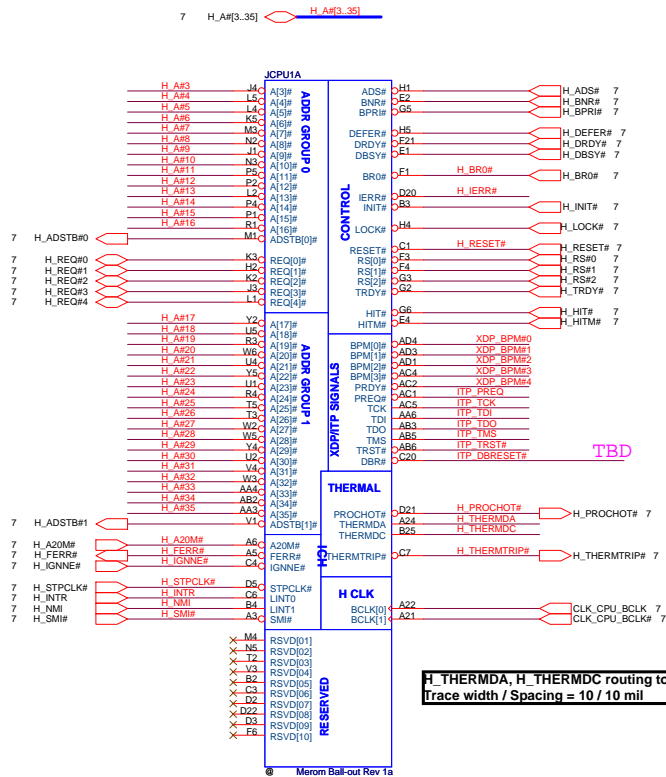 7 H_A#[3..35] H_A#[3..35]
JCPU1A
H_A#3 J4 A[3]# ADS# H1 H_ADS# 7
H_A#4 L5 A[4]# BNR# E2 H_BNR# 7
H_A#5 L4 A[5]# BPRI# G5 H_BPRI# 7
H_A#6 K5 A[6]#
H_A#7 M3 A[7]# DEFER# H5 H_DEFER# 7
H_A#8 N2 A[8]# DRDY# F21 H_DRDY# 7
H_A#9 J1 A[9]# DBSY# E1 H_DBSY# 7
H_A#10 N3 A[10]#
H_A#11 P5 A[11]# BR0# F1 H_BR0# H_BR0# 7
H_A#12 P2 A[12]#
H_A#13 L2 A[13]# IERR# D20 H_IERR#
H_A#14 P4 A[14]# INIT# B3 H_INIT# 7
H_A#15 P1 A[15]#
H_A#16 R1 A[16]# LOCK# H4 H_LOCK# 7
7 H_ADSTB#0 M1 ADSTB[0]#
RESET# C1 H_RESET# H_RESET# 7
7 H_REQ#0 K3 REQ[0]# RS[0]# F3 H_RS#0 7
7 H_REQ#1 H2 REQ[1]# RS[1]# F4 H_RS#1 7
7 H_REQ#2 K2 REQ[2]# RS[2]# G3 H_RS#2 7
7 H_REQ#3 J3 REQ[3]# TRDY# G2 H_TRDY# 7
7 H_REQ#4 L1 REQ[4]#
HIT# G6 H_HIT# 7
HITM# E4 H_HITM# 7
ADDR GROUP 0
CONTROL
H_A#17 Y2 A[17]#
H_A#18 U5 A[18]# BPM[0]# AD4 XDP_BPM#0
H_A#19 R3 A[19]# BPM[1]# AD3 XDP_BPM#1
H_A#20 W6 A[20]# BPM[2]# AD1 XDP_BPM#2
H_A#21 U4 A[21]# BPM[3]# AC4 XDP_BPM#3
H_A#22 Y5 A[22]# PRDY# AC2 XDP_BPM#4
H_A#23 U1 A[23]# PREQ# AC1 ITP_PREQ
H_A#24 R4 A[24]# TCK AC5 ITP_TCK
H_A#25 T5 A[25]# TDI AA6 ITP_TDI
H_A#26 T3 A[26]# TDO AB3 ITP_TDO
H_A#27 W2 A[27]# TMS AB5 ITP_TMS
H_A#28 W5 A[28]# TRST# AB6 ITP_TRST#
H_A#29 Y4 A[29]# DBR# C20 ITP_DBRESET# TBD
H_A#30 U2 A[30]#
H_A#31 V4 A[31]#
H_A#32 W3 A[32]#
H_A#33 AA4 A[33]#
H_A#34 AB2 A[34]#
H_A#35 AA3 A[35]#
7 H_ADSTB#1 V1 ADSTB[1]#
ADDR GROUP 1
XDP/ITP SIGNALS
THERMAL
PROCHOT# D21 H_PROCHOT# H_PROCHOT# 7
THERMDA A24 H_THERMDA
THERMDC B25 H_THERMDC
7 H_A20M# H_A20M# A6 A20M#
7 H_FERR# H_FERR# A5 FERR# THERMTRIP# C7 H_THERMTRIP# H_THERMTRIP# 7
7 H_IGNNE# H_IGNNE# C4 IGNNE#
ICH
7 H_STPCLK# H_STPCLK# D5 STPCLK#
7 H_INTR H_INTR C6 LINT0
7 H_NMI H_NMI B4 LINT1
7 H_SMI# H_SMI# A3 SMI#
H CLK
BCLK[0] A22 CLK_CPU_BCLK 7
BCLK[1] A21 CLK_CPU_BCLK# 7
M4 RSVD[01]
N5 RSVD[02]
T2 RSVD[03]
V3 RSVD[04]
B2 RSVD[05]
C3 RSVD[06]
D2 RSVD[07]
D22 RSVD[08]
D3 RSVD[09]
F6 RSVD[10]
RESERVED
H_THERMDA, H_THERMDC routing to
Trace width / Spacing = 10 / 10 mil
@ Merom Ball-out Rev 1a